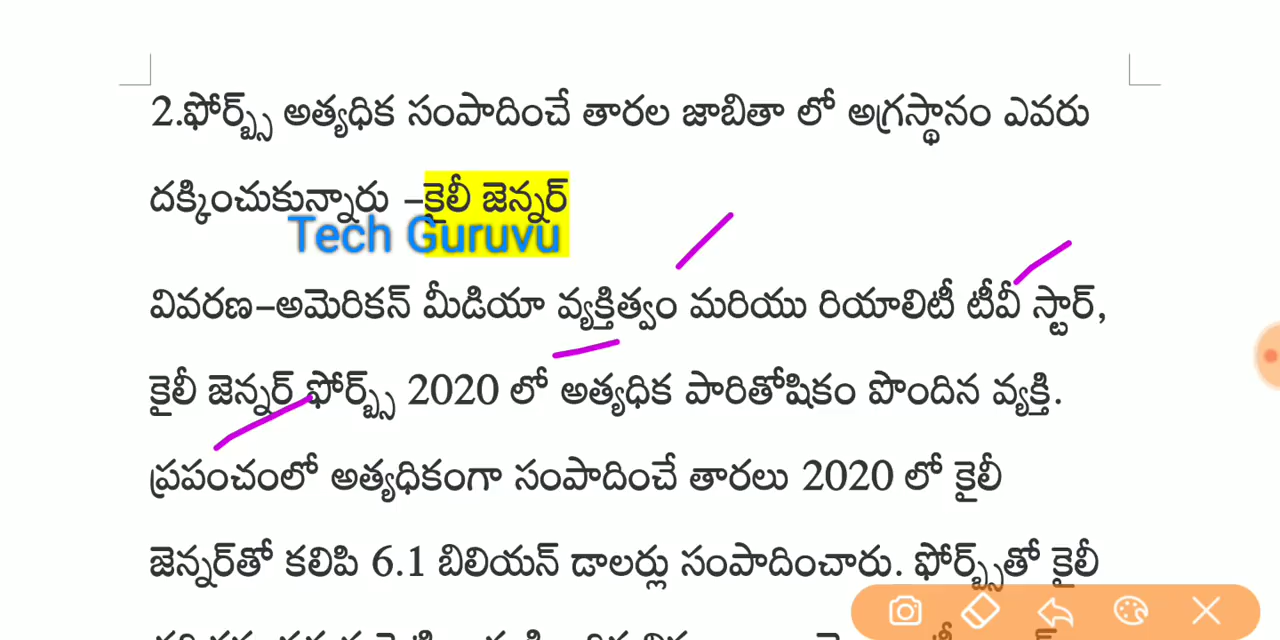 2.ఫోర్బ్స్ అత్యధిక సంపాదించే తారల జాబితా లో అగ్రస్థానం ఎవరు
దక్కించుకున్నారు –కైలీ జెన్నర్
Tech Guruvu
వివరణ–అమెరికన్ మీడియా వ్యక్తిత్వం మరియు రియాలిటీ టీవీ స్టార్,
కైలీ జెన్నర్ ఫోర్బ్స్ 2020 లో అత్యధిక పారితోషికం పొందిన వ్యక్తి.
ప్రపంచంలో అత్యధికంగా సంపాదించే తారలు 2020 లో కైలీ
జెన్నర్‌తో కలిపి 6.1 బిలియన్ డాలర్లు సంపాదించారు. ఫోర్బ్స్‌తో కైలీ